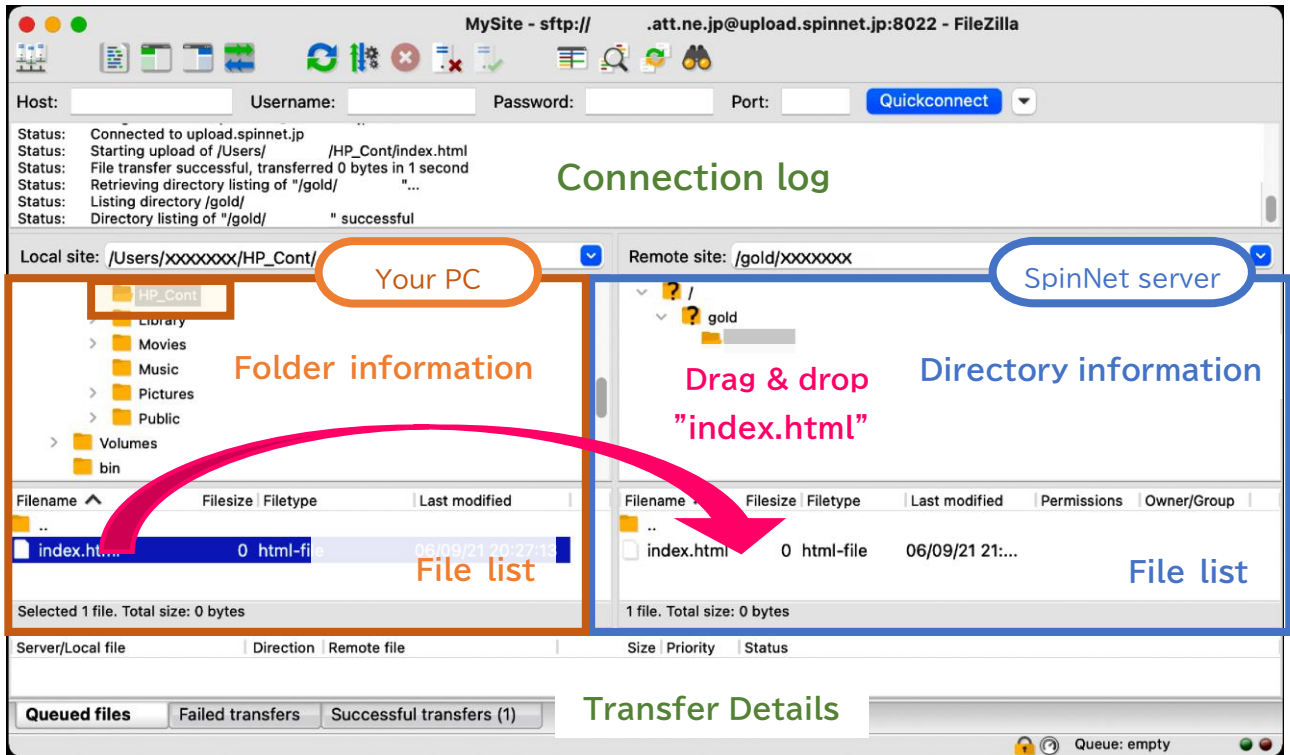 MySite - sftp:// .att.ne.jp@upload.spinnet.jp:8022 - FileZilla
Host: Username: Password: Port: Quickconnect
Status: Connected to upload.spinnet.jp
Status: Starting upload of /Users/ /HP_Cont/index.html
Status: File transfer successful, transferred 0 bytes in 1 second
Status: Retrieving directory listing of "/gold/ "...
Status: Listing directory /gold/
Status: Directory listing of "/gold/ " successful
Connection log
Local site: /Users/xxxxxxx/HP_Cont/
Your PC
Remote site: /gold/xxxxxxx
SpinNet server
HP_Cont
Library
Movies
Music
Pictures
Public
Volumes
bin
Folder information
? /
? gold
Drag & drop
"index.html"
Directory information
Filename Filesize Filetype Last modified
..
index.html 0 html-file 06/09/21 20:27:13
File list
Selected 1 file. Total size: 0 bytes
Filename Filesize Filetype Last modified Permissions Owner/Group
..
index.html 0 html-file 06/09/21 21:...
File list
1 file. Total size: 0 bytes
Server/Local file Direction Remote file Size Priority Status
Transfer Details
Queued files Failed transfers Successful transfers (1)
Queue: empty